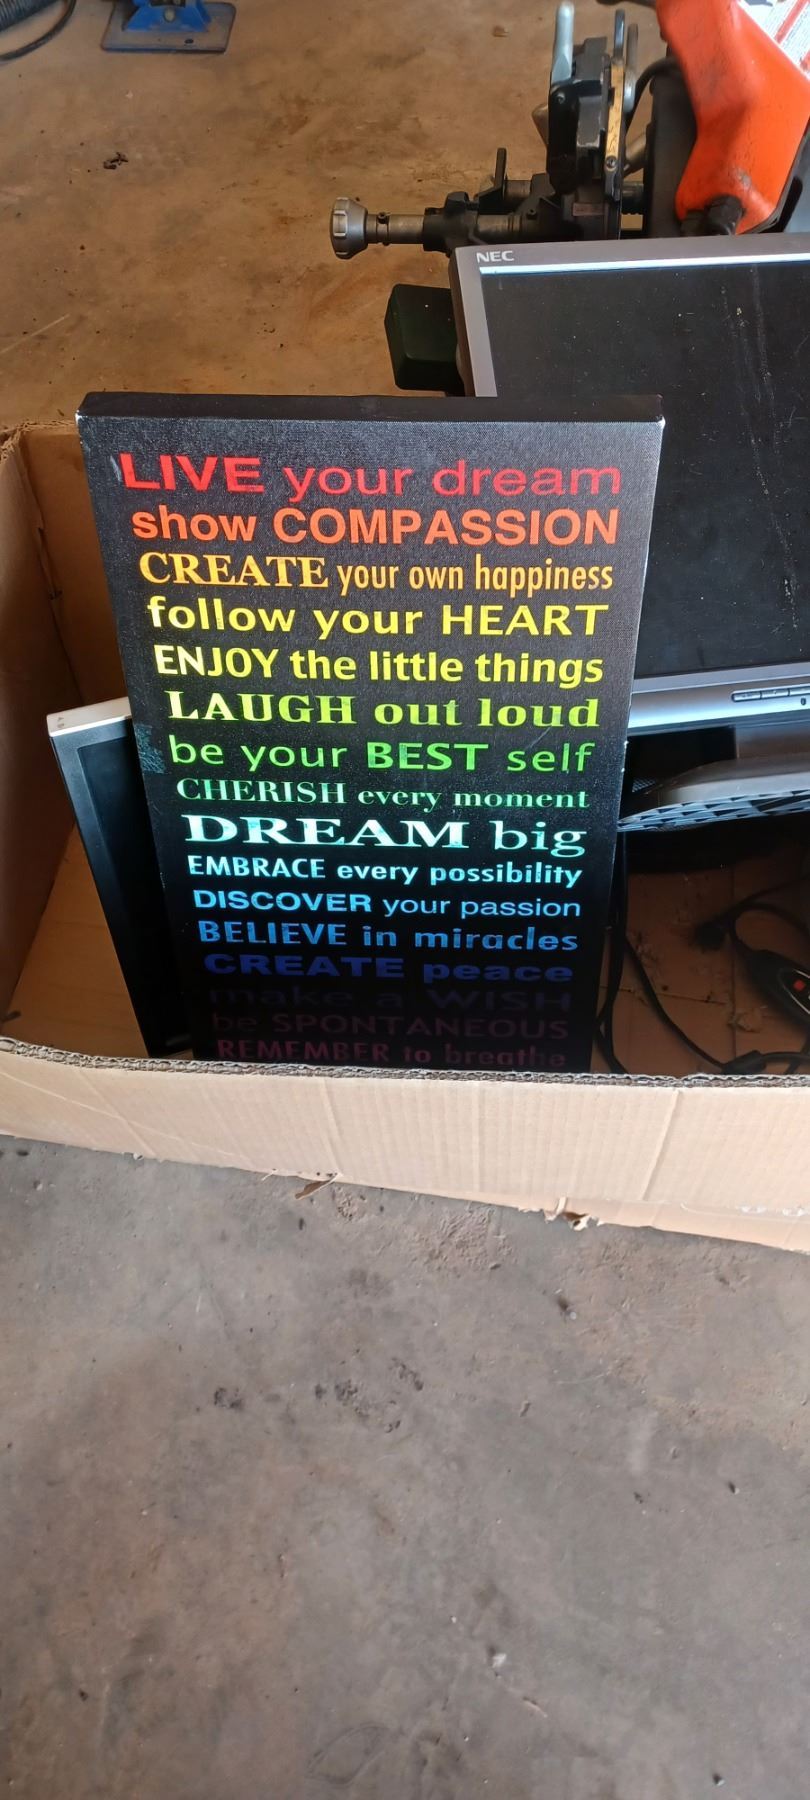 NEC
LIVE your dream
show COMPASSION
CREATE your own happiness
follow your HEART
ENJOY the little things
LAUGH out loud
be your BEST self
CHERISH every moment
DREAM big
EMBRACE every possibility
DISCOVER your passion
BELIEVE in miracles
CREATE peace
make a WISH
be SPONTANEOUS
REMEMBER to breathe